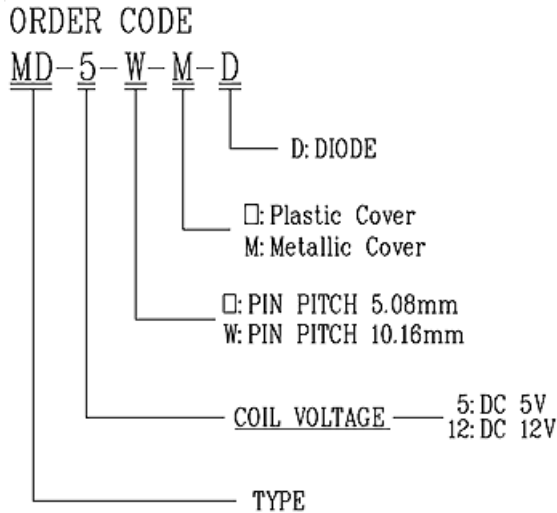 ORDER CODE
MD-5-W-M-D
D: DIODE
□: Plastic Cover
M: Metallic Cover
□: PIN PITCH 5.08mm
W: PIN PITCH 10.16mm
COIL VOLTAGE
5: DC 5V
12: DC 12V
TYPE